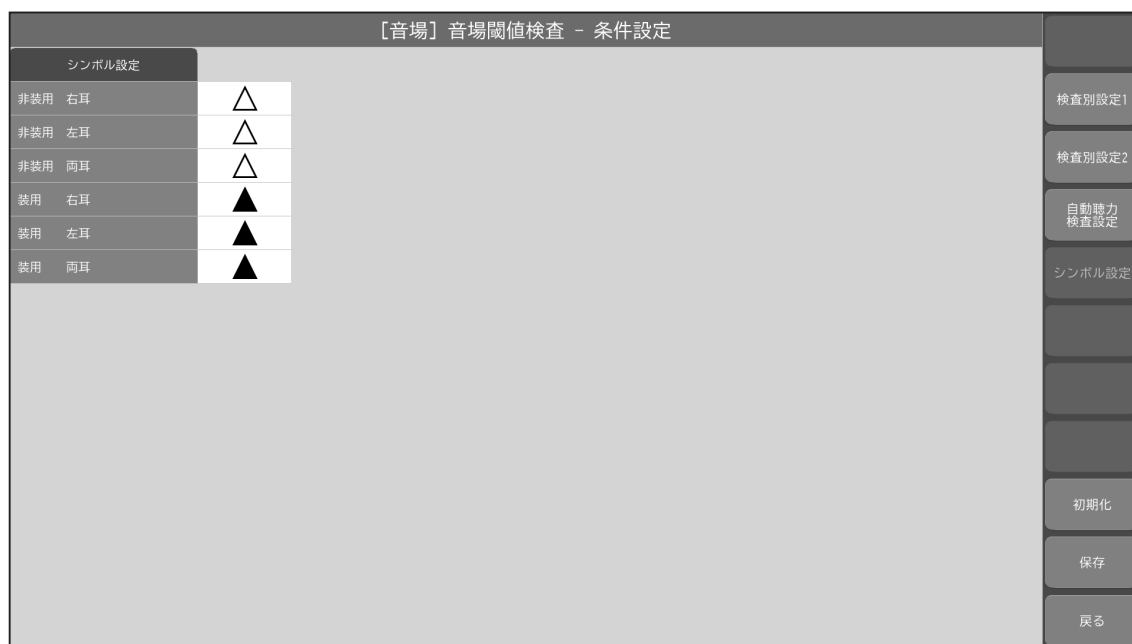 ［音場］音場閾値検査 － 条件設定
シンボル設定
非装用 右耳 △
非装用 左耳 △
非装用 両耳 △
装用 右耳 ▲
装用 左耳 ▲
装用 両耳 ▲
検査別設定1
検査別設定2
自動聴力
検査設定
シンボル設定
初期化
保存
戻る